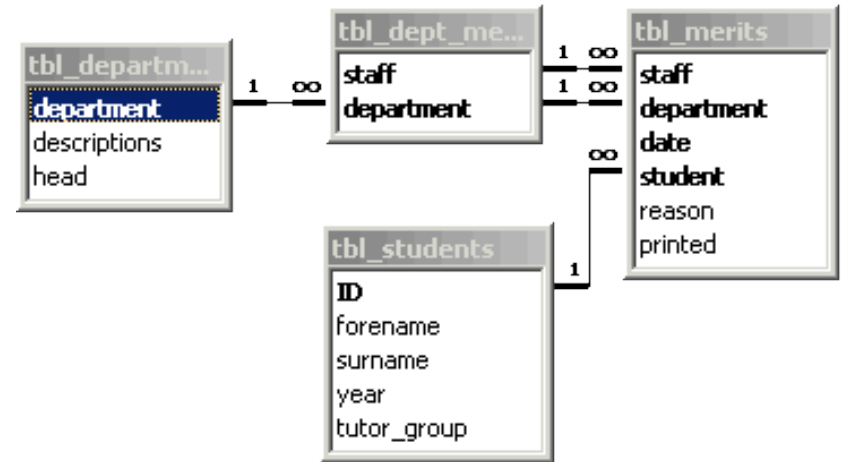 tbl_departm...
department
descriptions
head
1 ∞
tbl_dept_me...
staff
department
1 ∞
1 ∞
tbl_merits
staff
department
date
student
reason
printed
∞
1
tbl_students
ID
forename
surname
year
tutor_group